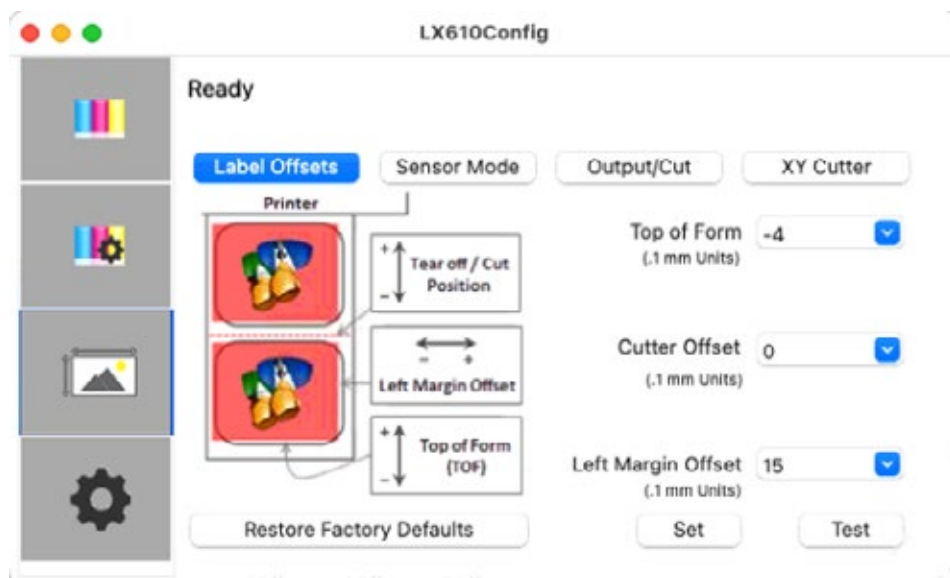 LX610Config
Ready
Label Offsets
Sensor Mode
Output/Cut
XY Cutter
Printer
+
Tear off / Cut
Position
−
− +
Left Margin Offset
+
Top of Form
(TOF)
−
Top of Form -4
(.1 mm Units)
Cutter Offset 0
(.1 mm Units)
Left Margin Offset 15
(.1 mm Units)
Restore Factory Defaults
Set
Test